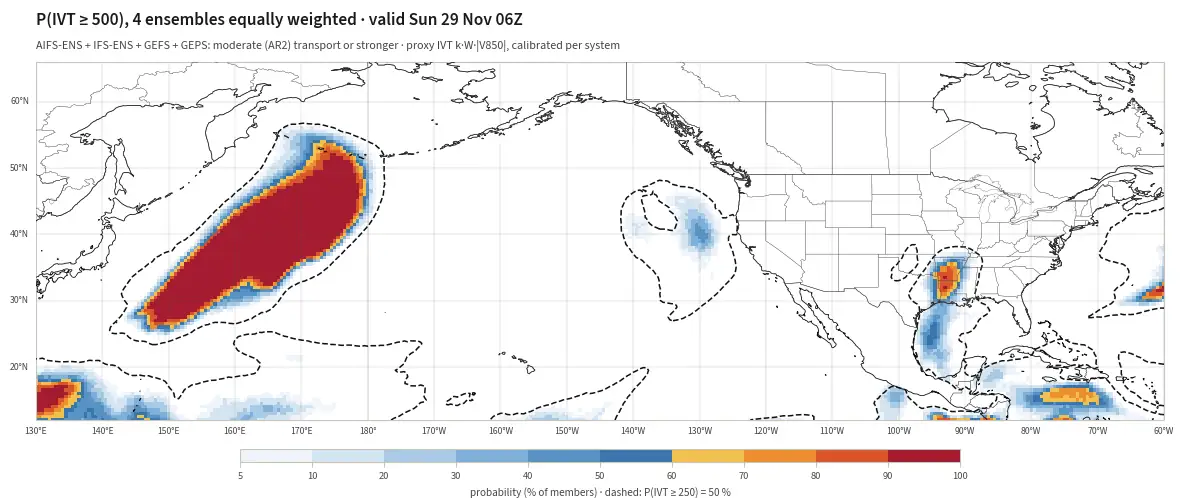 P(IVT ≥ 500), 4 ensembles equally weighted · valid Sun 29 Nov 06Z
AIFS-ENS + IFS-ENS + GEFS + GEPS: moderate (AR2) transport or stronger · proxy IVT k·W·|V850|, calibrated per system
60°N
50°N
40°N
30°N
20°N
130°E 140°E 150°E 160°E 170°E 180° 170°W 160°W 150°W 140°W 130°W 120°W 110°W 100°W 90°W 80°W 70°W 60°W
5 10 20 30 40 50 60 70 80 90 100
probability (% of members) · dashed: P(IVT ≥ 250) = 50 %